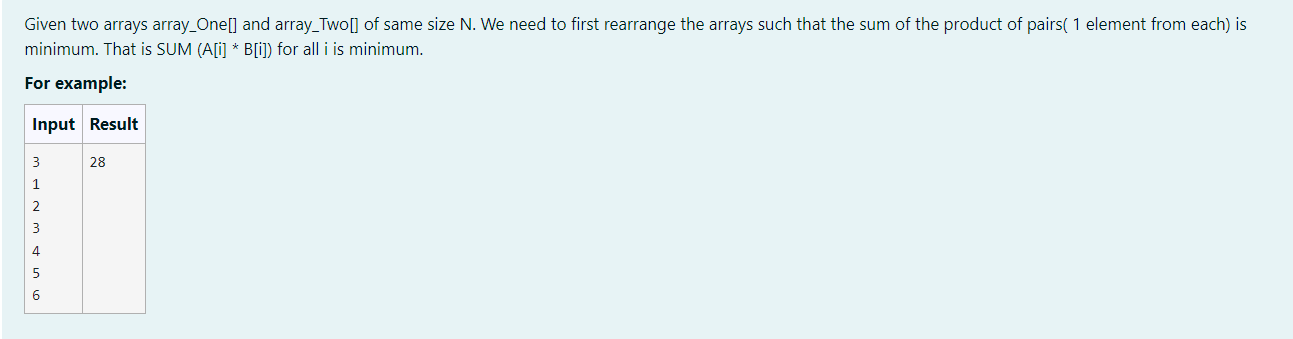 Given two arrays array_One[] and array_Two[] of same size N. We need to first rearrange the arrays such that the sum of the product of pairs( 1 element from each) is
minimum. That is SUM (A[i] * B[i]) for all i is minimum.
For example:
Input Result
3 28
1
2
3
4
5
6